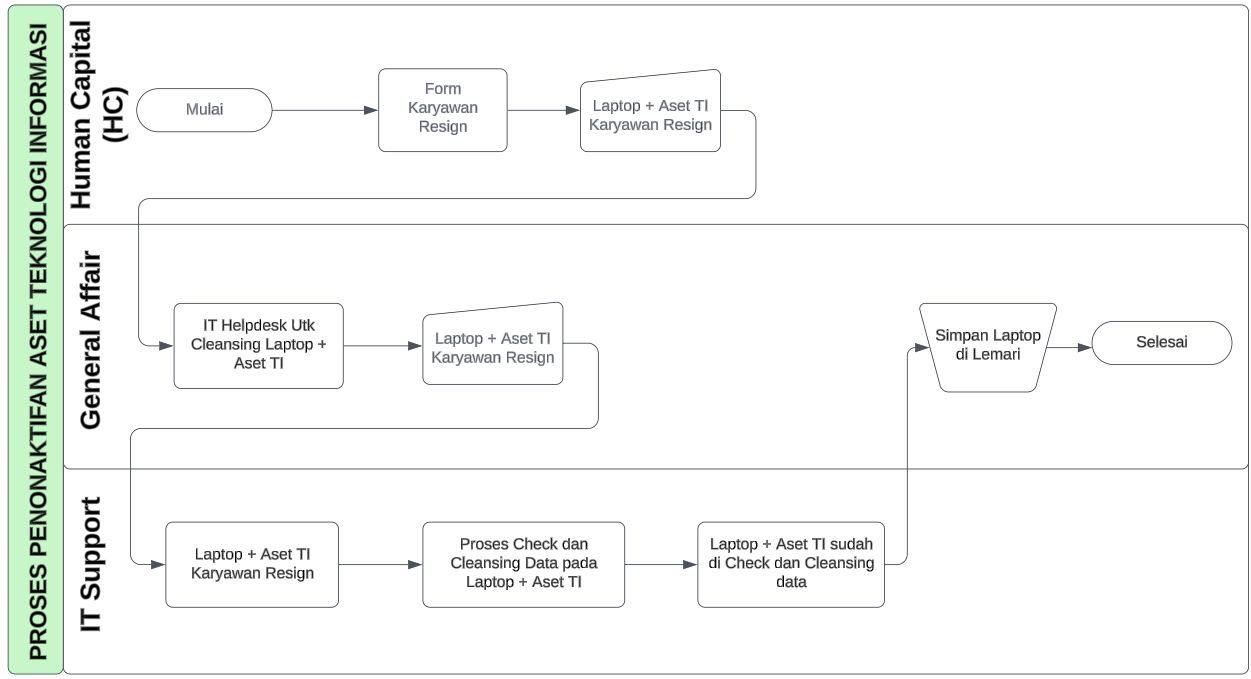 PROSES PENONAKTIFAN ASET TEKNOLOGI INFORMASI
Human Capital
(HC)
Mulai
Form
Karyawan
Resign
Laptop + Aset TI
Karyawan Resign
General Affair
IT Helpdesk Utk
Cleansing Laptop +
Aset TI
Laptop + Aset TI
Karyawan Resign
Simpan Laptop
di Lemari
Selesai
IT Support
Laptop + Aset TI
Karyawan Resign
Proses Check dan
Cleansing Data pada
Laptop + Aset TI
Laptop + Aset TI sudah
di Check dan Cleansing
data